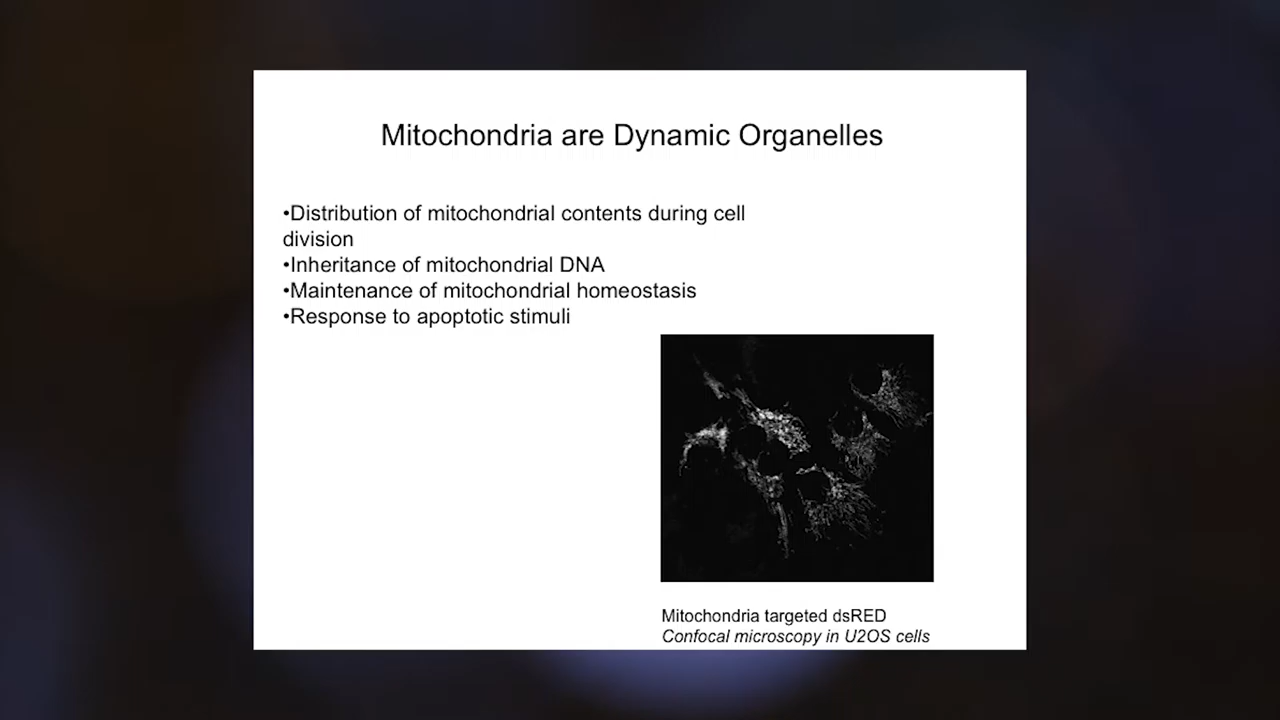 Mitochondria are Dynamic Organelles
•Distribution of mitochondrial contents during cell
division
•Inheritance of mitochondrial DNA
•Maintenance of mitochondrial homeostasis
•Response to apoptotic stimuli
Mitochondria targeted dsRED
Confocal microscopy in U2OS cells